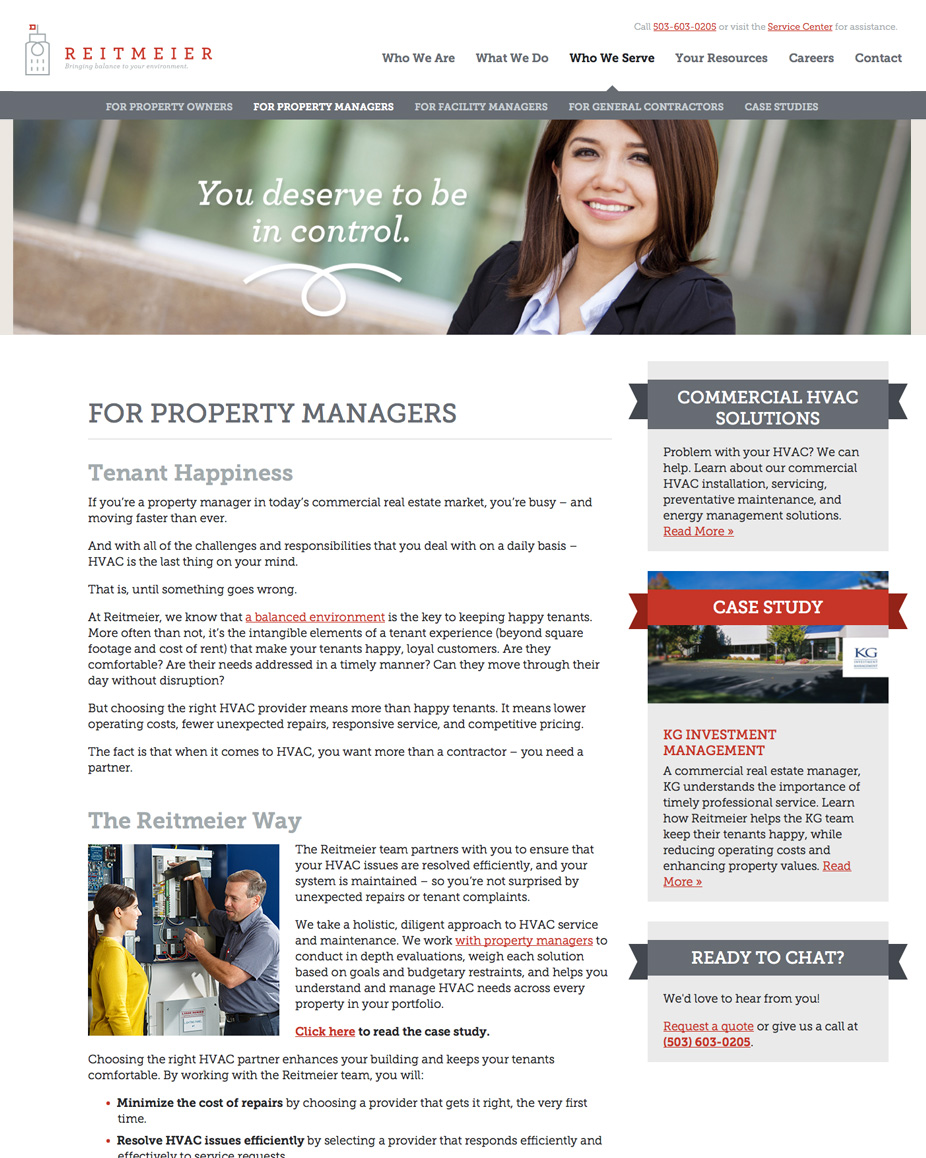 Call 503-603-0205 or visit the Service Center for assistance.
REITMEIER
Bringing balance to your environment.
Who We Are What We Do Who We Serve Your Resources Careers Contact
FOR PROPERTY OWNERS FOR PROPERTY MANAGERS FOR FACILITY MANAGERS FOR GENERAL CONTRACTORS CASE STUDIES
You deserve to be
in control.
FOR PROPERTY MANAGERS
Tenant Happiness
If you're a property manager in today's commercial real estate market, you're busy – and
moving faster than ever.
And with all of the challenges and responsibilities that you deal with on a daily basis –
HVAC is the last thing on your mind.
That is, until something goes wrong.
At Reitmeier, we know that a balanced environment is the key to keeping happy tenants.
More often than not, it's the intangible elements of a tenant experience (beyond square
footage and cost of rent) that make your tenants happy, loyal customers. Are they
comfortable? Are their needs addressed in a timely manner? Can they move through their
day without disruption?
But choosing the right HVAC provider means more than happy tenants. It means lower
operating costs, fewer unexpected repairs, responsive service, and competitive pricing.
The fact is that when it comes to HVAC, you want more than a contractor – you need a
partner.
The Reitmeier Way
The Reitmeier team partners with you to ensure that
your HVAC issues are resolved efficiently, and your
system is maintained – so you're not surprised by
unexpected repairs or tenant complaints.
We take a holistic, diligent approach to HVAC service
and maintenance. We work with property managers to
conduct in depth evaluations, weigh each solution
based on goals and budgetary restraints, and helps you
understand and manage HVAC needs across every
property in your portfolio.
Click here to read the case study.
Choosing the right HVAC partner enhances your building and keeps your tenants
comfortable. By working with the Reitmeier team, you will:
• Minimize the cost of repairs by choosing a provider that gets it right, the very first
time.
• Resolve HVAC issues efficiently by selecting a provider that responds efficiently and
effectively to service requests.
COMMERCIAL HVAC
SOLUTIONS
Problem with your HVAC? We can
help. Learn about our commercial
HVAC installation, servicing,
preventative maintenance, and
energy management solutions.
Read More »
CASE STUDY
KG
INVESTMENT
MANAGEMENT
KG INVESTMENT
MANAGEMENT
A commercial real estate manager,
KG understands the importance of
timely professional service. Learn
how Reitmeier helps the KG team
keep their tenants happy, while
reducing operating costs and
enhancing property values. Read
More »
READY TO CHAT?
We'd love to hear from you!
Request a quote or give us a call at
(503) 603-0205.